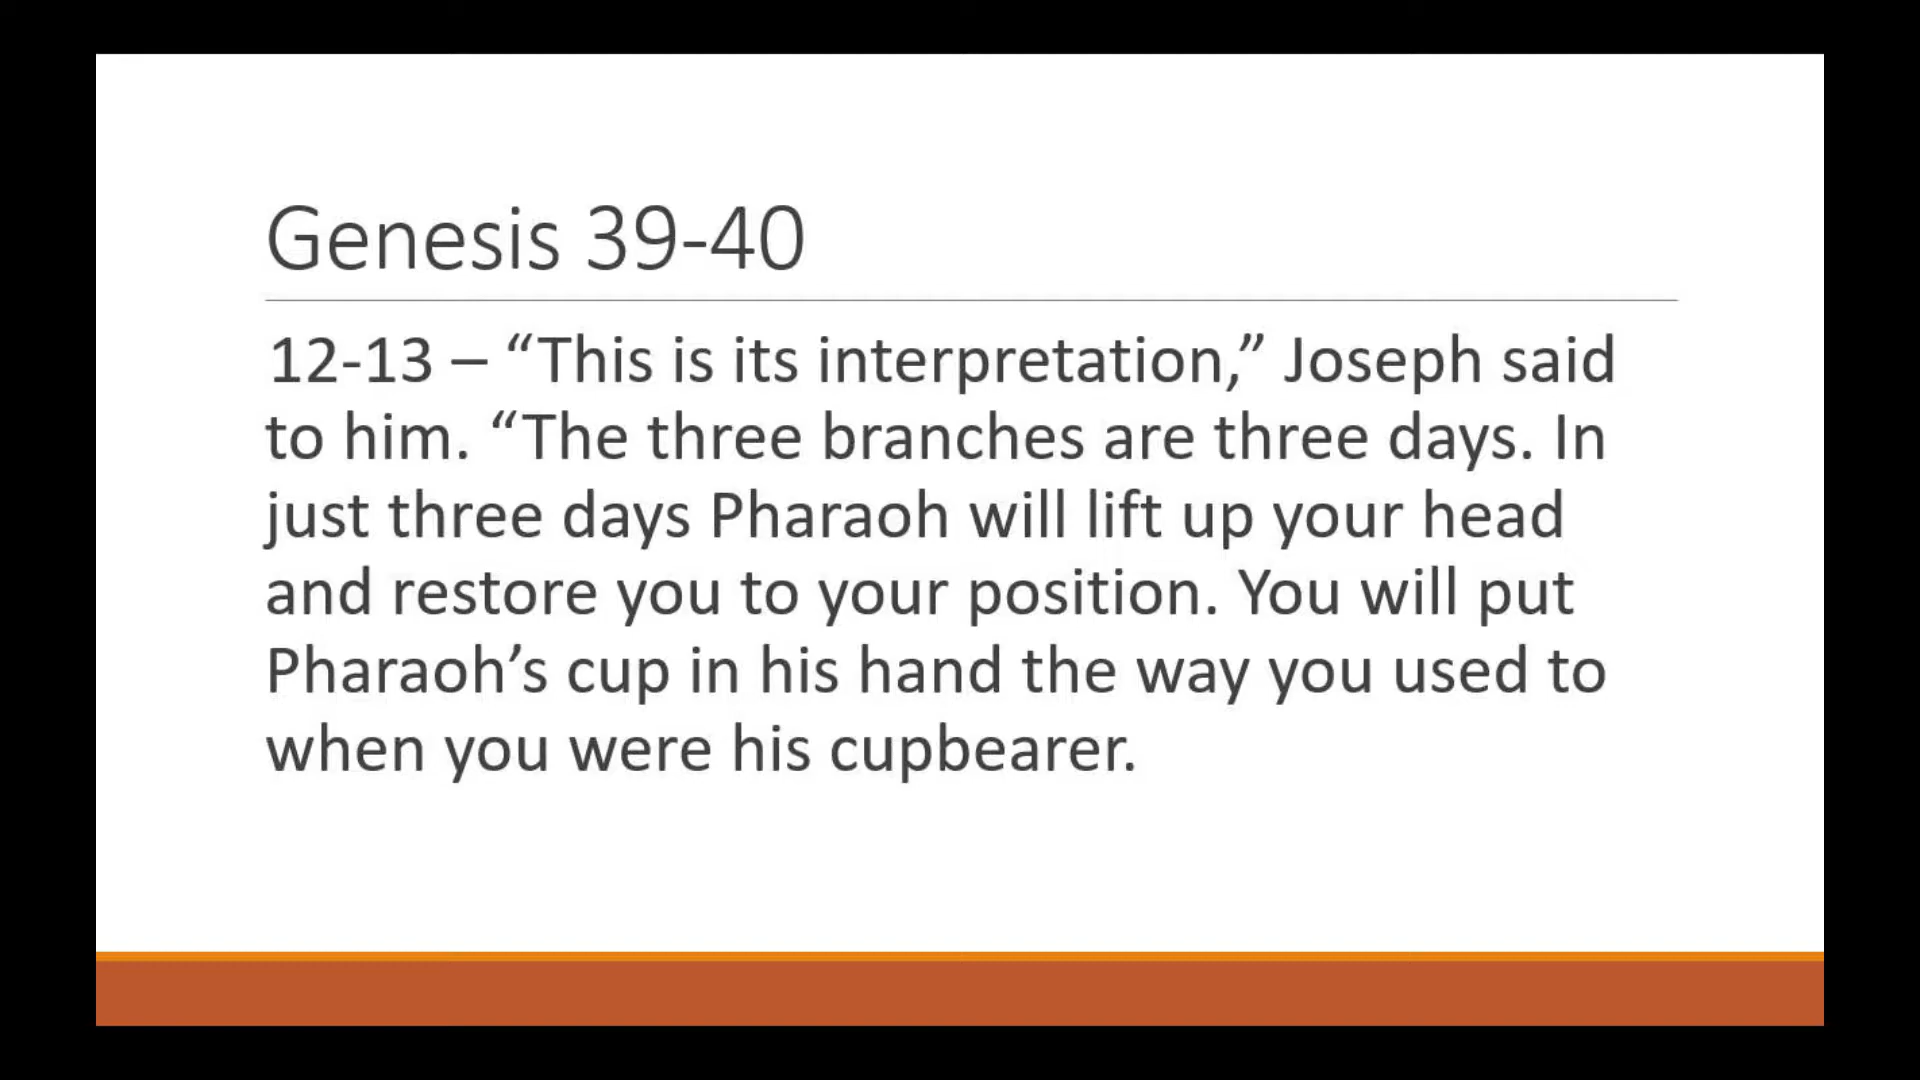 Genesis 39-40
12-13 – “This is its interpretation,” Joseph said
to him. “The three branches are three days. In
just three days Pharaoh will lift up your head
and restore you to your position. You will put
Pharaoh’s cup in his hand the way you used to
when you were his cupbearer.